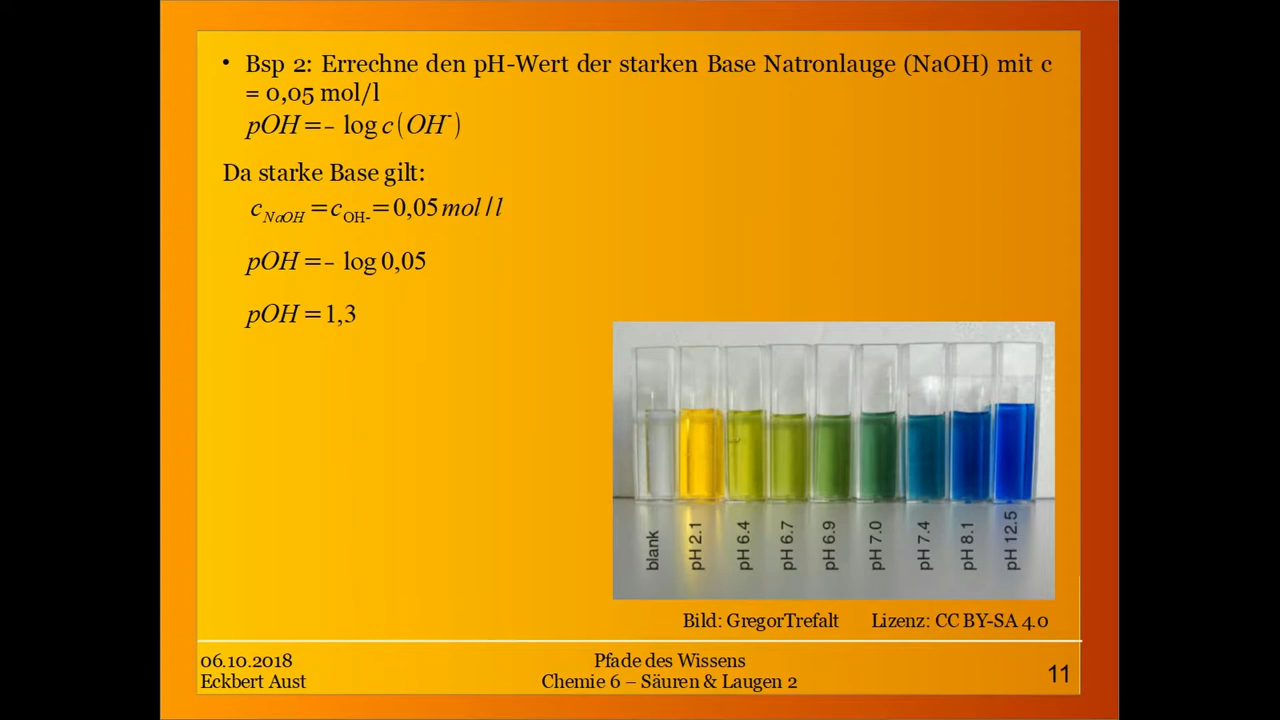 • Bsp 2: Errechne den pH-Wert der starken Base Natronlauge (NaOH) mit c
= 0,05 mol/l
pOH = – log c(OH⁻)
Da starke Base gilt:
c_NaOH = c_OH- = 0,05 mol/l
pOH = – log 0,05
pOH = 1,3
blank
pH 2.1
pH 6.4
pH 6.7
pH 6.9
pH 7.0
pH 7.4
pH 8.1
pH 12.5
Bild: GregorTrefalt Lizenz: CC BY-SA 4.0
06.10.2018
Eckbert Aust
Pfade des Wissens
Chemie 6 – Säuren & Laugen 2
11